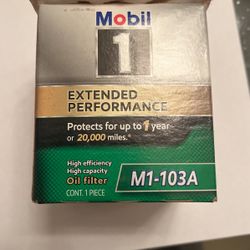 Mobil
1
EXTENDED
PERFORMANCE
Protects for up to 1 year
or 20,000 miles.*
High efficiency
High capacity
Oil filter
CONT. 1 PIECE
M1-103A